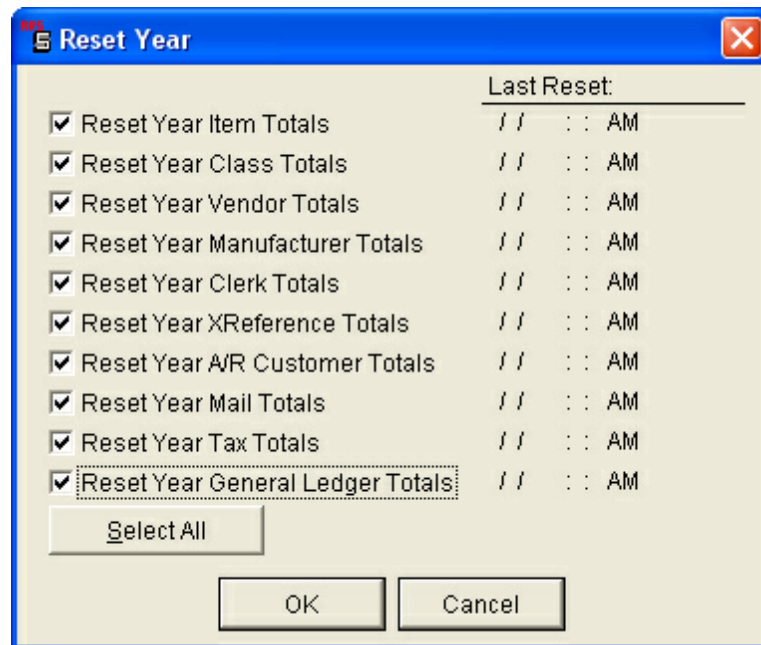 Reset Year
Last Reset:
Reset Year Item Totals / / : : AM
Reset Year Class Totals / / : : AM
Reset Year Vendor Totals / / : : AM
Reset Year Manufacturer Totals / / : : AM
Reset Year Clerk Totals / / : : AM
Reset Year XReference Totals / / : : AM
Reset Year A/R Customer Totals / / : : AM
Reset Year Mail Totals / / : : AM
Reset Year Tax Totals / / : : AM
Reset Year General Ledger Totals / / : : AM
Select All
OK Cancel